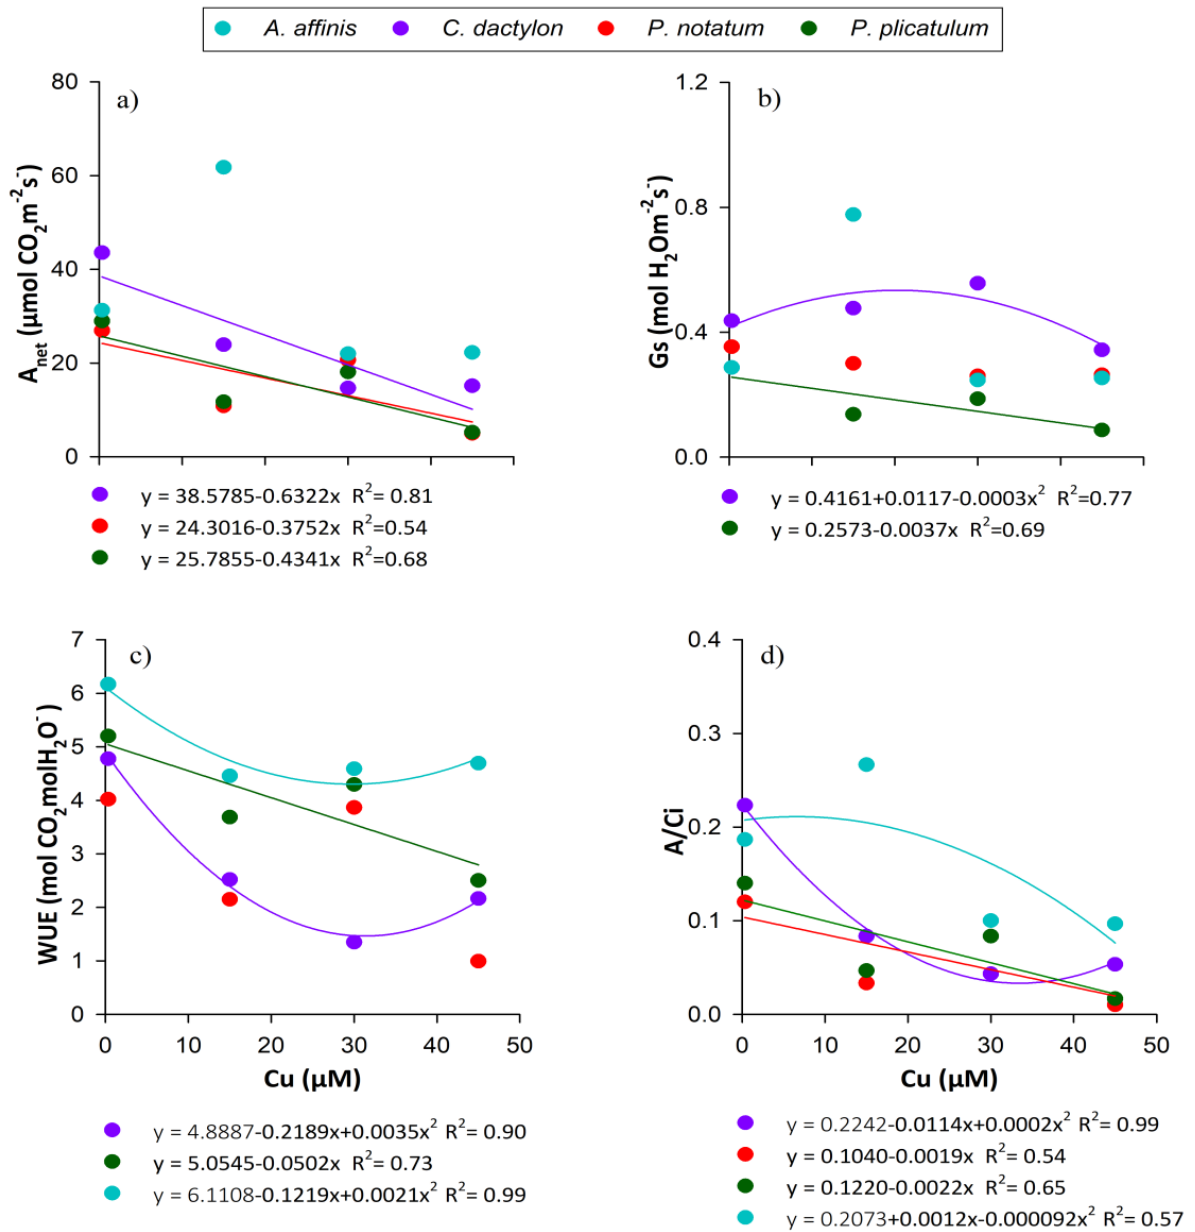 A. affinis C. dactylon P. notatum P. plicatulum
a)
80
60
40
20
0
Anet (µmol CO2m-2s-)
y = 38.5785-0.6322x R2= 0.81
y = 24.3016-0.3752x R2=0.54
y = 25.7855-0.4341x R2=0.68
b)
1.2
0.8
0.4
0.0
Gs (mol H2Om-2s-)
y = 0.4161+0.0117-0.0003x2 R2=0.77
y = 0.2573-0.0037x R2=0.69
c)
7
6
5
4
3
2
1
0
WUE (mol CO2molH2O-)
0 10 20 30 40 50
Cu (µM)
y = 4.8887-0.2189x+0.0035x2 R2= 0.90
y = 5.0545-0.0502x R2= 0.73
y = 6.1108-0.1219x+0.0021x2 R2= 0.99
d)
0.4
0.3
0.2
0.1
0.0
A/Ci
0 10 20 30 40 50
Cu (µM)
y = 0.2242-0.0114x+0.0002x2 R2= 0.99
y = 0.1040-0.0019x R2= 0.54
y = 0.1220-0.0022x R2= 0.65
y = 0.2073+0.0012x-0.000092x2 R2= 0.57